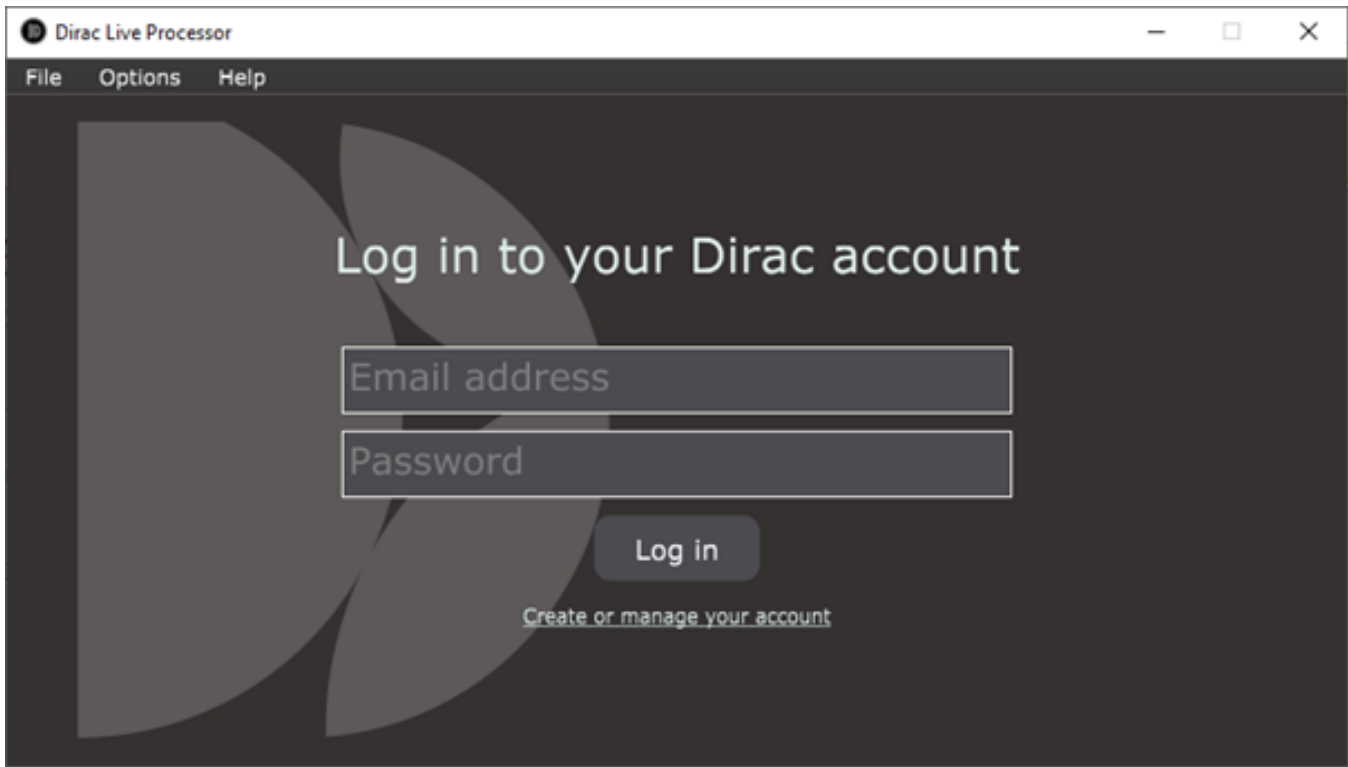 Dirac Live Processor
File Options Help
Log in to your Dirac account
Email address
Password
Log in
Create or manage your account